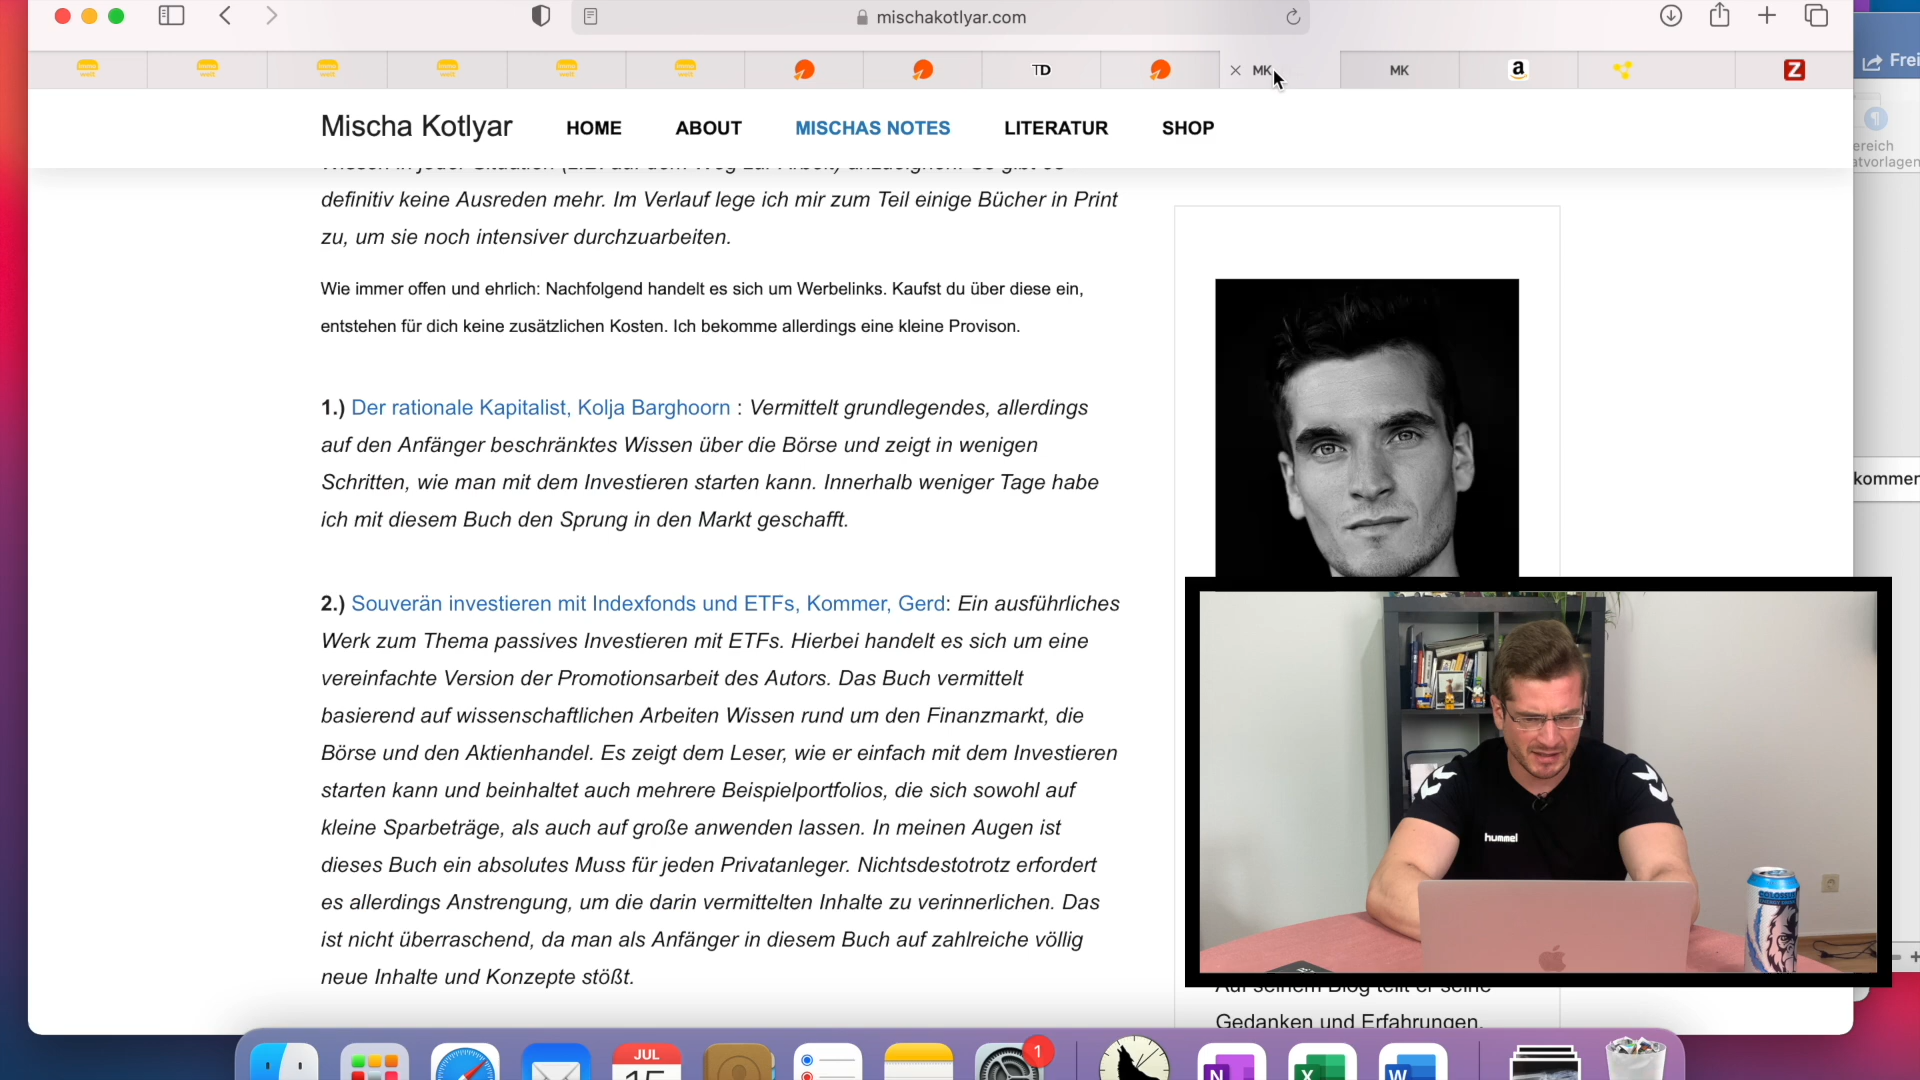 mischakotlyar.com
TD
MK
MK
Frei
Mischa Kotlyar
HOME
ABOUT
MISCHAS NOTES
LITERATUR
SHOP
ereich
atvorlagen
definitiv keine Ausreden mehr. Im Verlauf lege ich mir zum Teil einige Bücher in Print
zu, um sie noch intensiver durchzuarbeiten.
Wie immer offen und ehrlich: Nachfolgend handelt es sich um Werbelinks. Kaufst du über diese ein,
entstehen für dich keine zusätzlichen Kosten. Ich bekomme allerdings eine kleine Provison.
1.) Der rationale Kapitalist, Kolja Barghoorn : Vermittelt grundlegendes, allerdings
auf den Anfänger beschränktes Wissen über die Börse und zeigt in wenigen
Schritten, wie man mit dem Investieren starten kann. Innerhalb weniger Tage habe
ich mit diesem Buch den Sprung in den Markt geschafft.
kommer
2.) Souverän investieren mit Indexfonds und ETFs, Kommer, Gerd: Ein ausführliches
Werk zum Thema passives Investieren mit ETFs. Hierbei handelt es sich um eine
vereinfachte Version der Promotionsarbeit des Autors. Das Buch vermittelt
basierend auf wissenschaftlichen Arbeiten Wissen rund um den Finanzmarkt, die
Börse und den Aktienhandel. Es zeigt dem Leser, wie er einfach mit dem Investieren
starten kann und beinhaltet auch mehrere Beispielportfolios, die sich sowohl auf
kleine Sparbeträge, als auch auf große anwenden lassen. In meinen Augen ist
dieses Buch ein absolutes Muss für jeden Privatanleger. Nichtsdestotrotz erfordert
es allerdings Anstrengung, um die darin vermittelten Inhalte zu verinnerlichen. Das
ist nicht überraschend, da man als Anfänger in diesem Buch auf zahlreiche völlig
neue Inhalte und Konzepte stößt.
hummel
COLOSSUS
Auf seinem Blog teilt er seine
Gedanken und Erfahrungen.
JUL
15
1
N
X
W